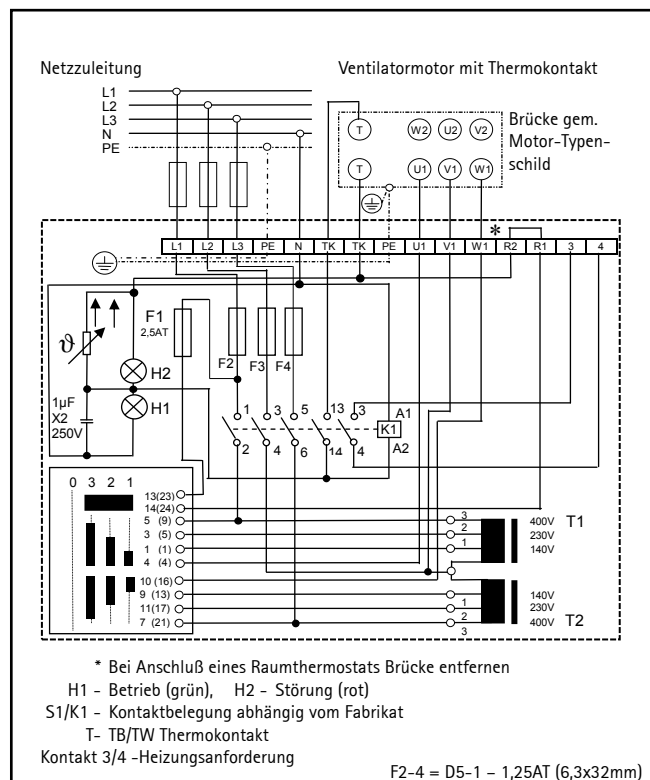 Netzzuleitung
Ventilatormotor mit Thermokontakt
L1
L2
L3
N
PE
T W2 U2 V2
T U1 V1 W1
Brücke gem.
Motor-Typen-
schild
*
L1 L2 L3 PE N TK TK PE U1 V1 W1 R2 R1 3 4
F1
2,5AT
F2
F3
F4
ϑ
H2
H1
1µF
X2
250V
1 3 5 13 3
A1
K1
A2
2 4 6 14 4
0 3 2 1
13(23)
14(24)
5 (9)
3 (5)
1 (1)
4 (4)
10 (16)
9 (13)
11(17)
7 (21)
3
2
1
400V
230V
140V
T1
1
2
3
140V
230V
400V
T2
* Bei Anschluß eines Raumthermostats Brücke entfernen
H1 - Betrieb (grün), H2 - Störung (rot)
S1/K1 - Kontaktbelegung abhängig vom Fabrikat
T- TB/TW Thermokontakt
Kontakt 3/4 -Heizungsanforderung
F2-4 = D5-1 – 1,25AT (6,3x32mm)